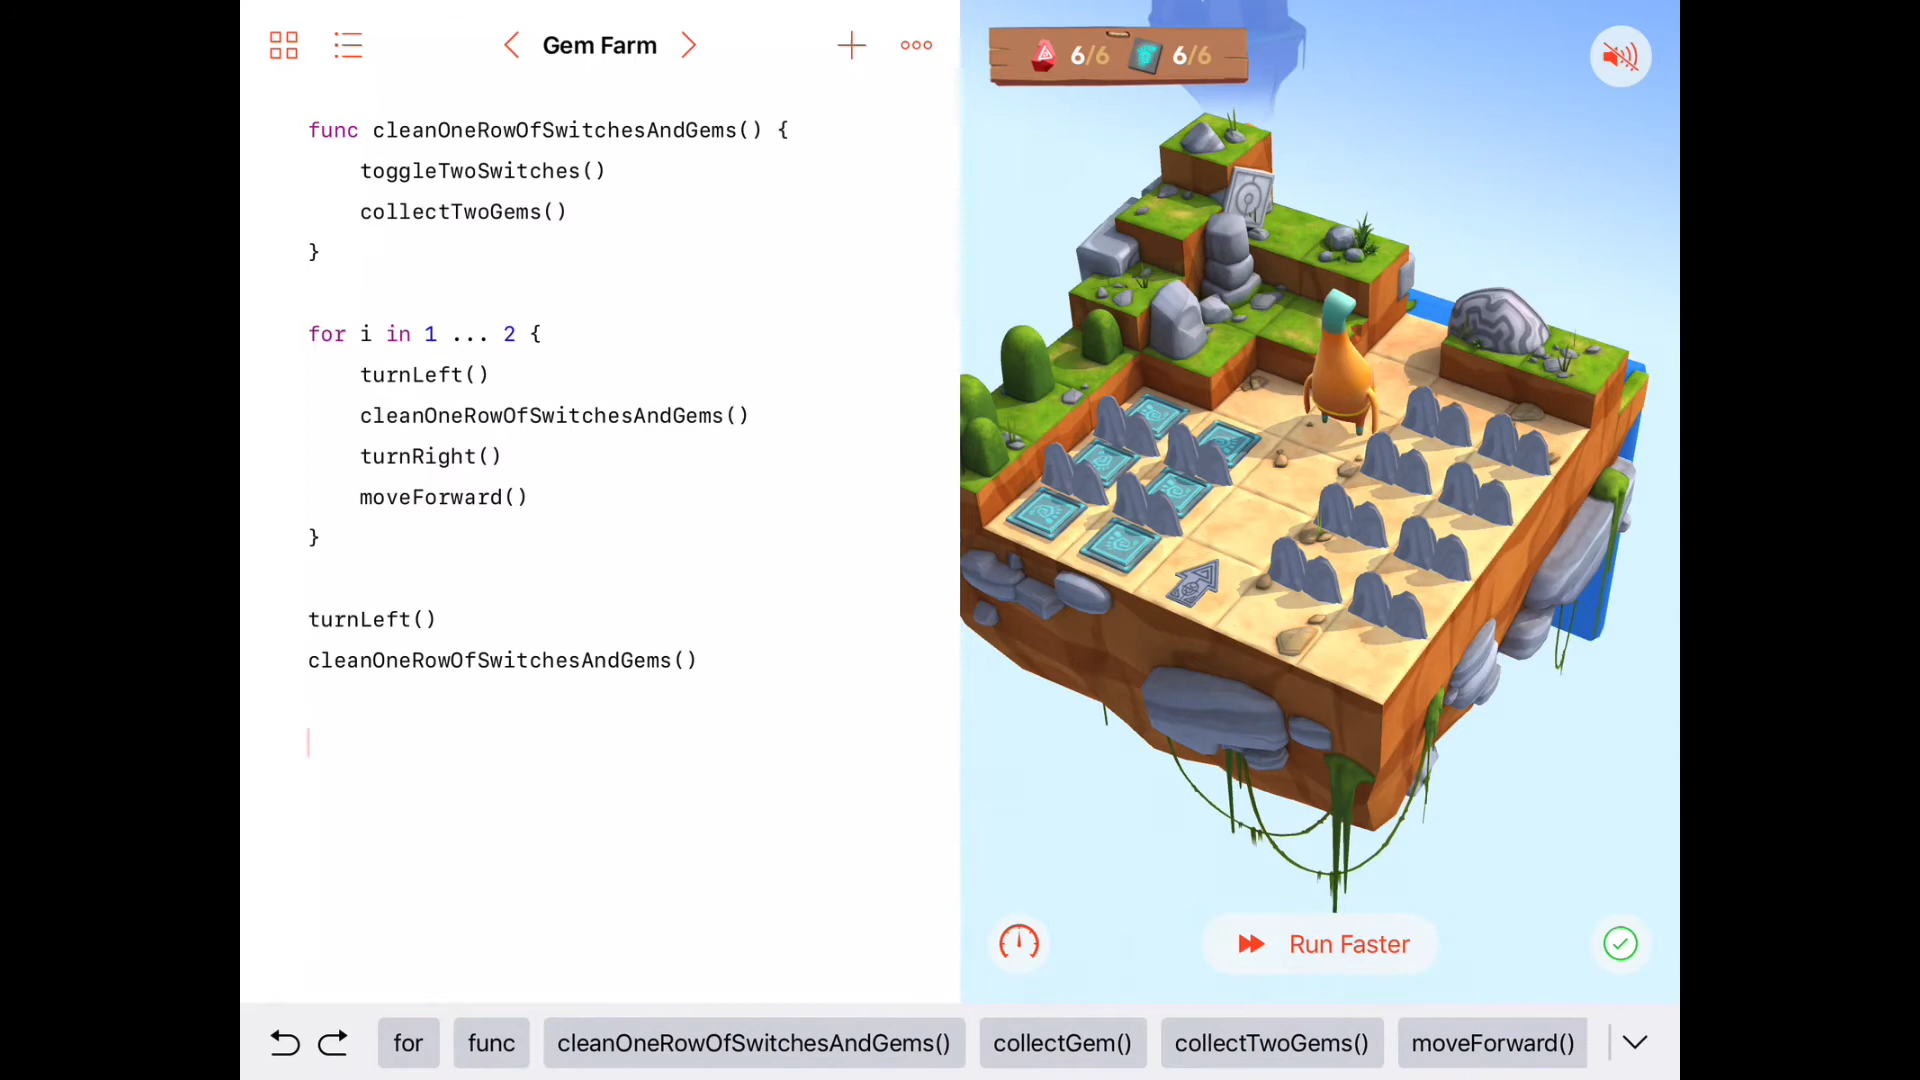 Gem Farm
func cleanOneRowOfSwitchesAndGems() {
toggleTwoSwitches()
collectTwoGems()
}
for i in 1 ... 2 {
turnLeft()
cleanOneRowOfSwitchesAndGems()
turnRight()
moveForward()
}
turnLeft()
cleanOneRowOfSwitchesAndGems()
6/6 6/6
Run Faster
for func cleanOneRowOfSwitchesAndGems() collectGem() collectTwoGems() moveForward()